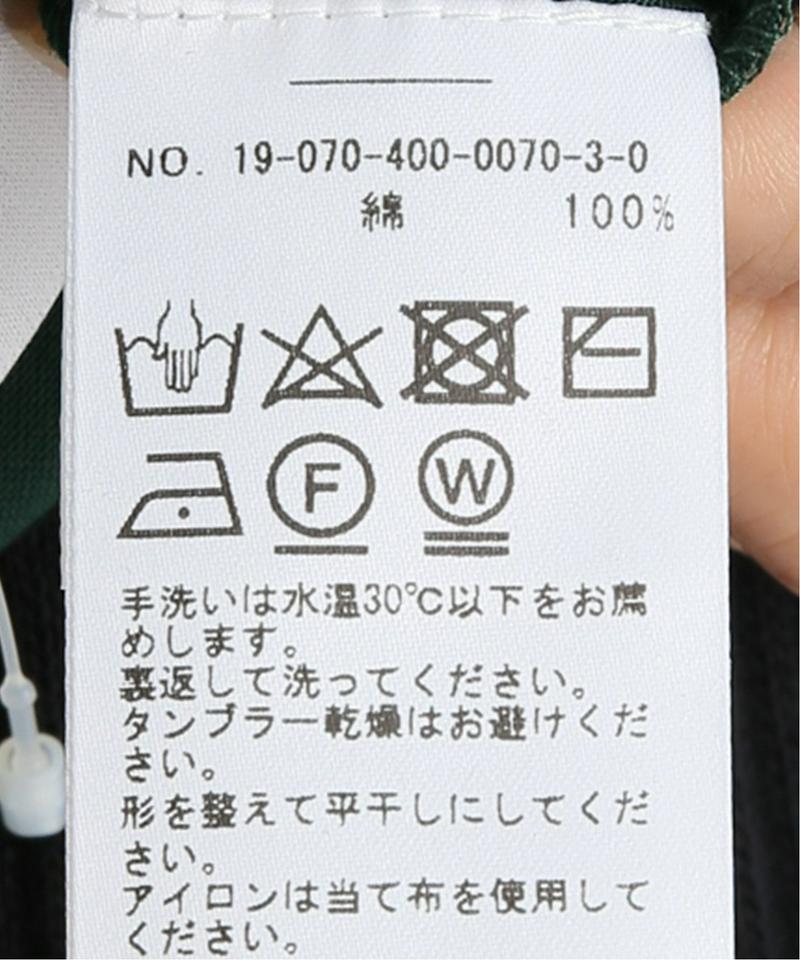 NO. 19-070-400-0070-3-0
綿 100%
F W
手洗いは水温30℃以下をお薦
めします。
裏返して洗ってください。
タンブラー乾燥はお避けくだ
さい。
形を整えて平干しにしてくだ
さい。
アイロンは当て布を使用して
ください。